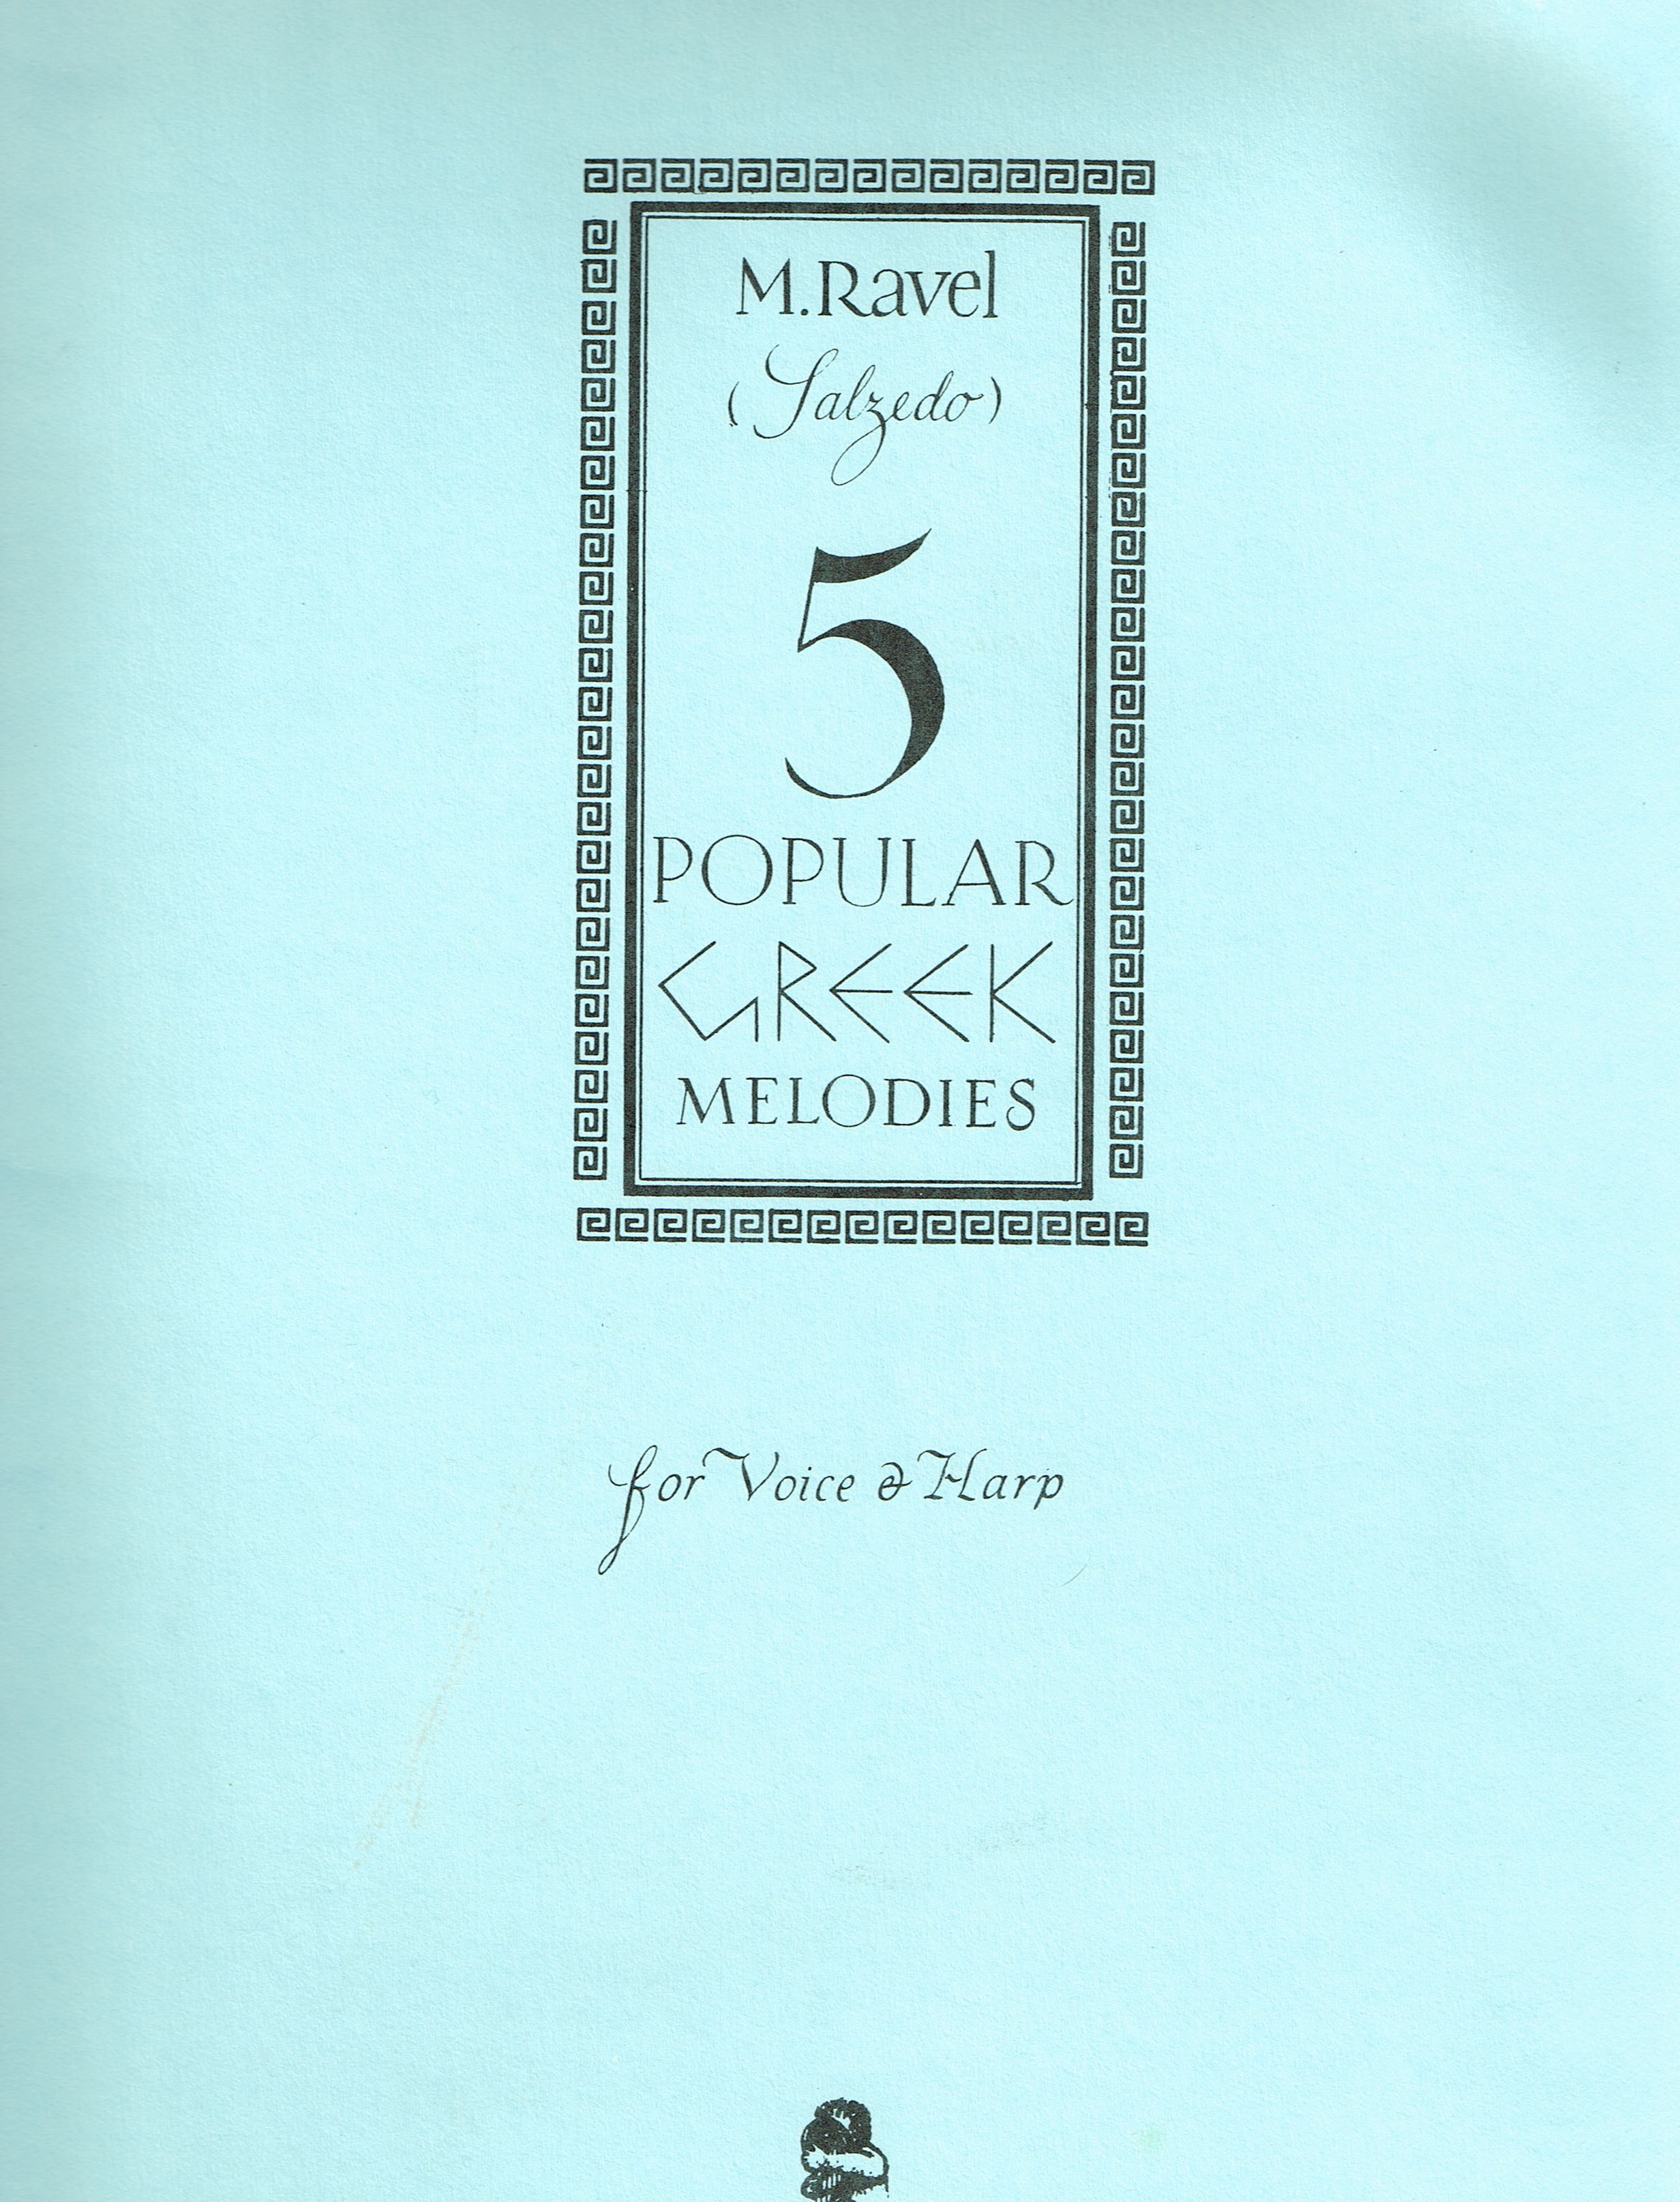 M. Ravel
(Salzedo)
5
POPULAR
GREEK
MELODIES
for Voice & Harp